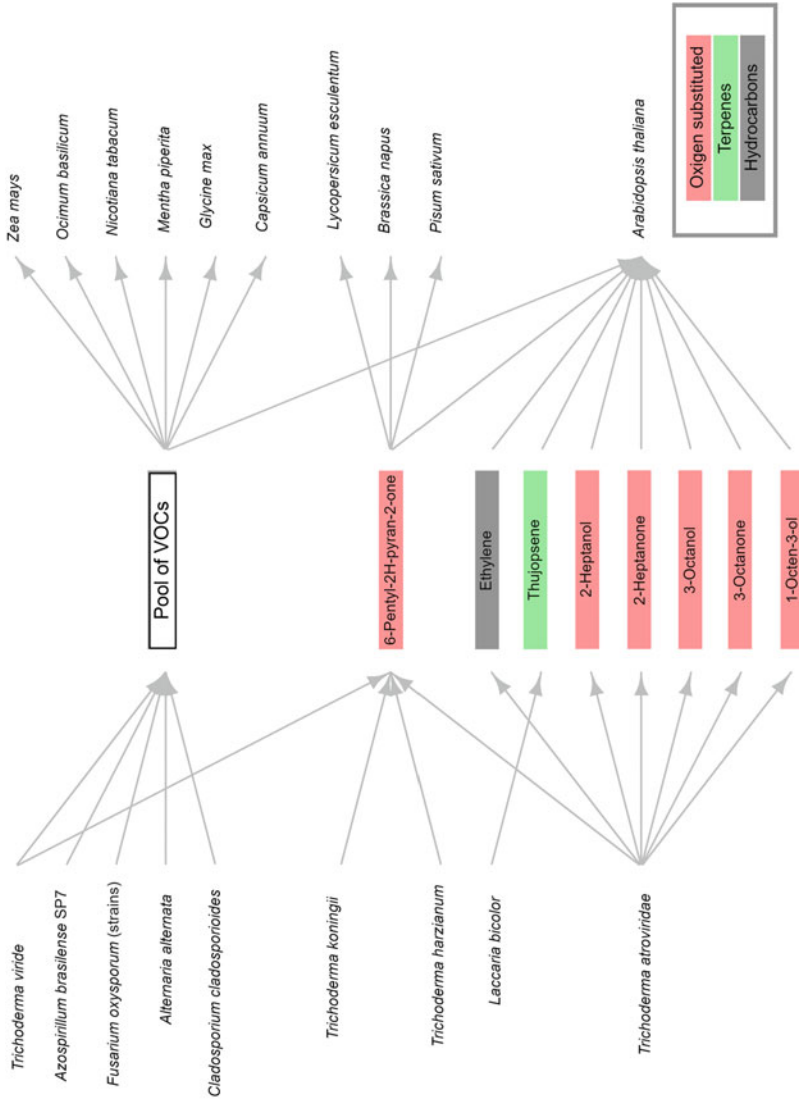 Trichoderma viride
Azospirillum brasilense SP7
Fusarium oxysporum (strains)
Alternaria alternata
Cladosporium cladosporioides
Trichoderma koningii
Trichoderma harzianum
Laccaria bicolor
Trichoderma atroviridae
Pool of VOCs
6-Pentyl-2H-pyran-2-one
Ethylene
Thujopsene
2-Heptanol
2-Heptanone
3-Octanol
3-Octanone
1-Octen-3-ol
Zea mays
Ocimum basilicum
Nicotiana tabacum
Mentha piperita
Glycine max
Capsicum annuum
Lycopersicum esculentum
Brassica napus
Pisum sativum
Arabidopsis thaliana
Oxigen substituted
Terpenes
Hydrocarbons